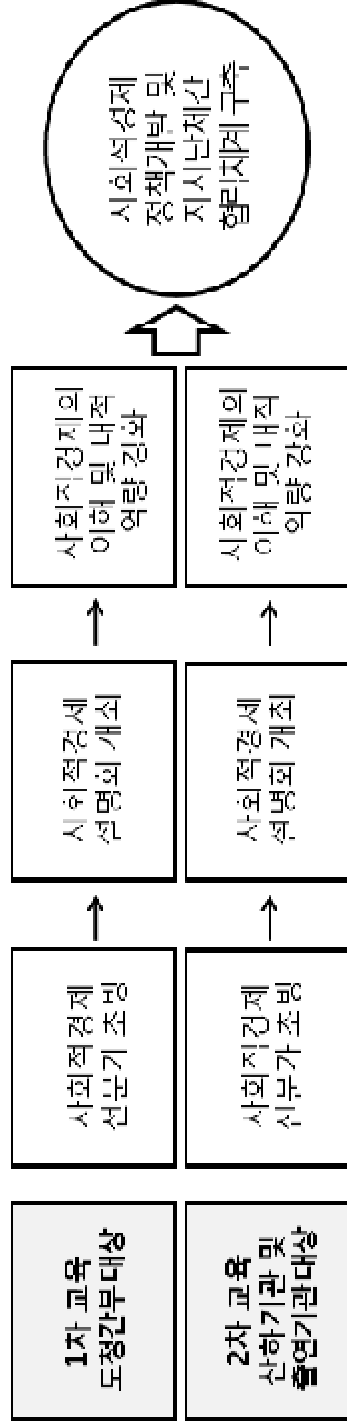 1차 교육
도청간부 대상
사회적경제
전문가 초빙
사회적경제
설명회 개최
사회적경제의
이해 및 내적
역량 강화
2차 교육
산하기관 및
출연기관 대상
사회적경제
전문가 초빙
사회적경제
설명회 개최
사회적경제의
이해 및 내적
역량 강화
사회적경제
정책개발 및
구축